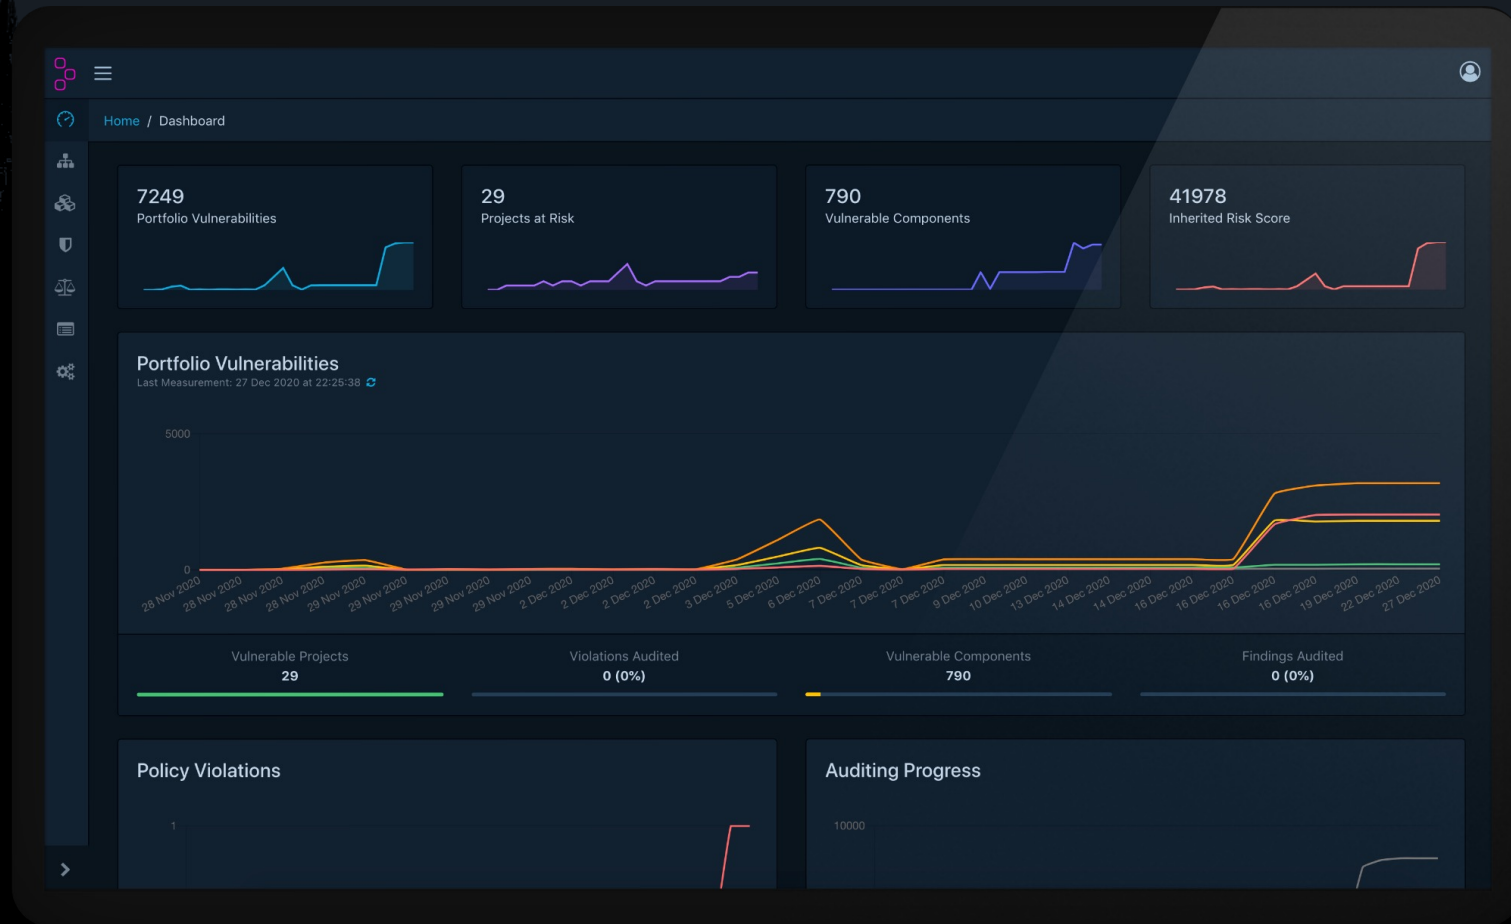 Home / Dashboard
7249
Portfolio Vulnerabilities
29
Projects at Risk
790
Vulnerable Components
41978
Inherited Risk Score
Portfolio Vulnerabilities
Last Measurement: 27 Dec 2020 at 22:25:38
5000
0
28 Nov 2020
28 Nov 2020
28 Nov 2020
28 Nov 2020
29 Nov 2020
29 Nov 2020
29 Nov 2020
29 Nov 2020
29 Nov 2020
2 Dec 2020
2 Dec 2020
2 Dec 2020
2 Dec 2020
3 Dec 2020
5 Dec 2020
6 Dec 2020
7 Dec 2020
7 Dec 2020
7 Dec 2020
9 Dec 2020
10 Dec 2020
13 Dec 2020
14 Dec 2020
14 Dec 2020
16 Dec 2020
16 Dec 2020
16 Dec 2020
16 Dec 2020
19 Dec 2020
22 Dec 2020
27 Dec 2020
Vulnerable Projects
29
Violations Audited
0 (0%)
Vulnerable Components
790
Findings Audited
0 (0%)
Policy Violations
1
Auditing Progress
10000